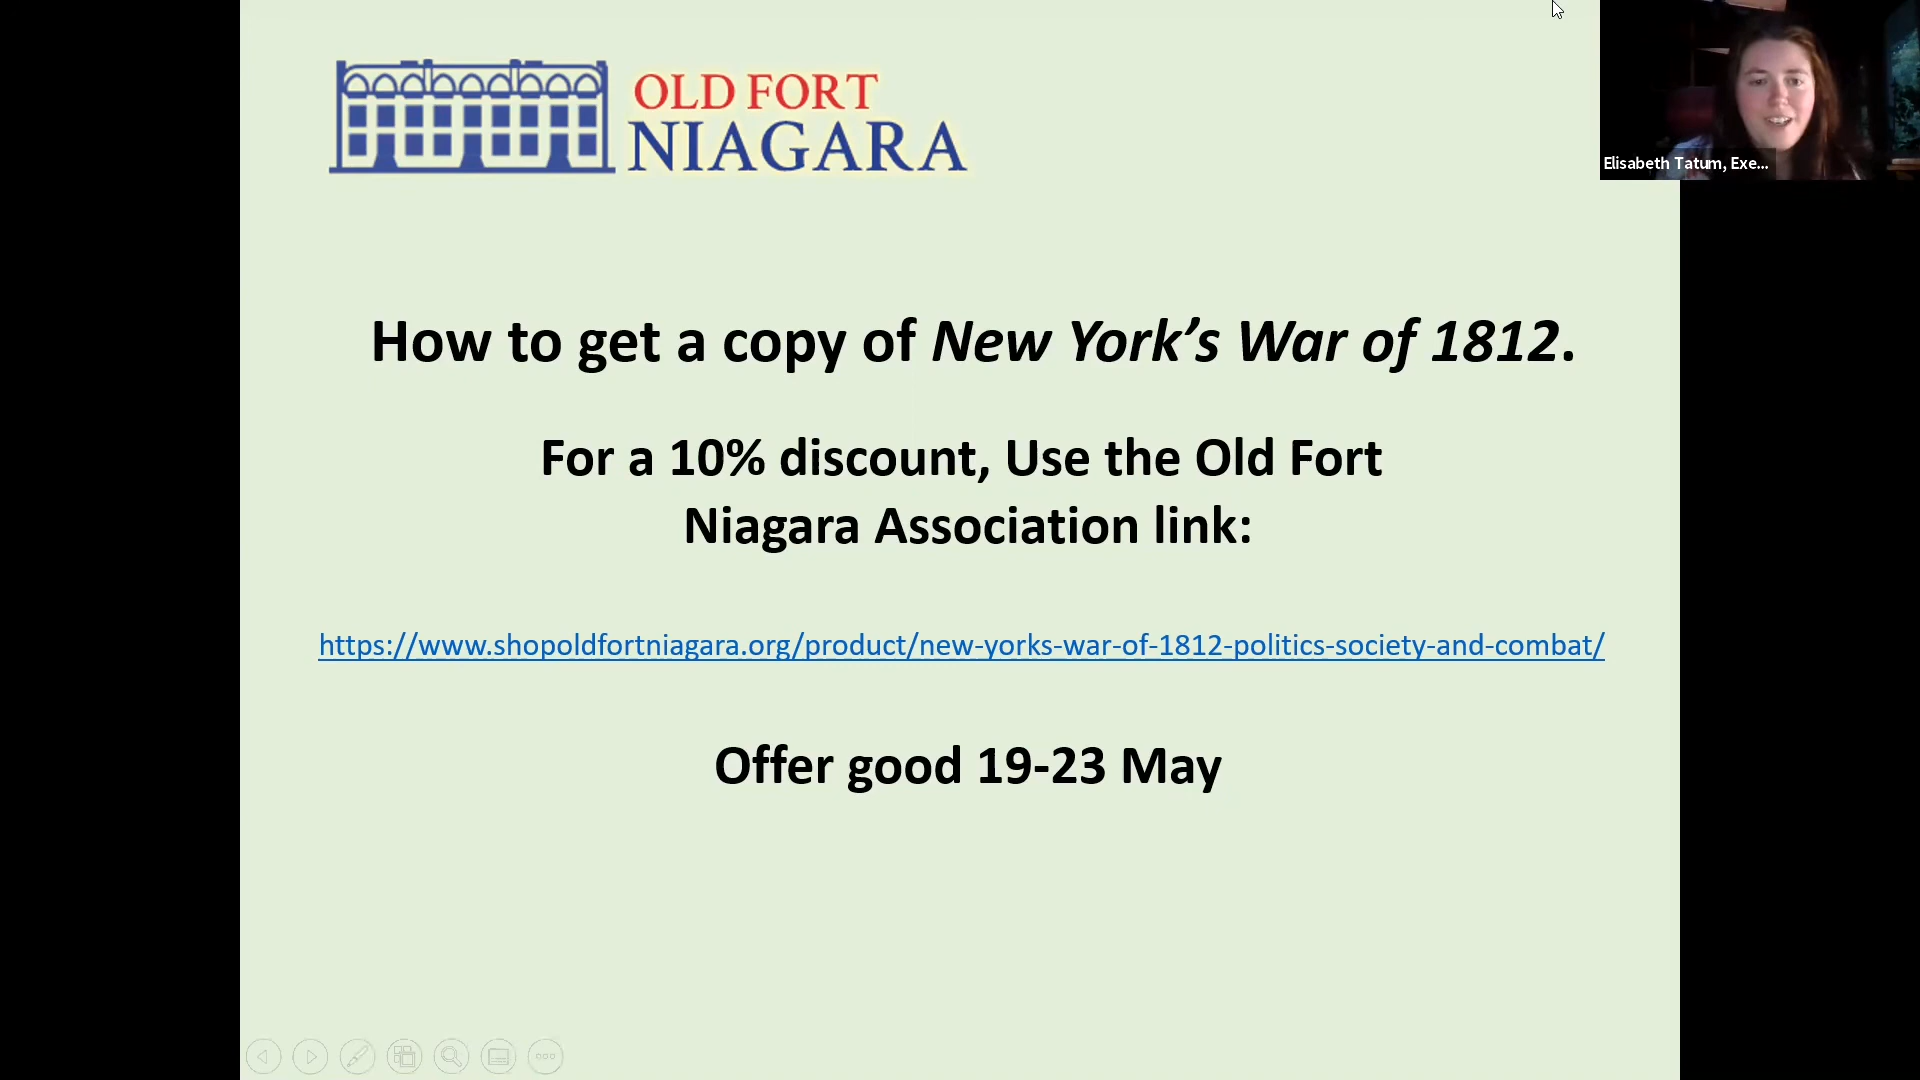 OLD FORT
NIAGARA
Elisabeth Tatum, Exe...
How to get a copy of New York’s War of 1812.
For a 10% discount, Use the Old Fort
Niagara Association link:
https://www.shopoldfortniagara.org/product/new-yorks-war-of-1812-politics-society-and-combat/
Offer good 19-23 May